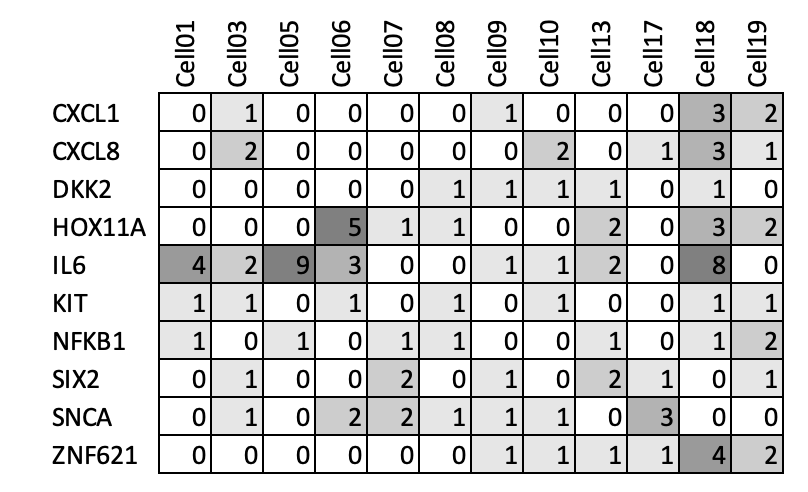 Cell01 Cell03 Cell05 Cell06 Cell07 Cell08 Cell09 Cell10 Cell13 Cell17 Cell18 Cell19
CXCL1 0 1 0 0 0 0 1 0 0 0 3 2
CXCL8 0 2 0 0 0 0 0 2 0 1 3 1
DKK2 0 0 0 0 0 1 1 1 1 0 1 0
HOX11A 0 0 0 5 1 1 0 0 2 0 3 2
IL6 4 2 9 3 0 0 1 1 2 0 8 0
KIT 1 1 0 1 0 1 0 1 0 0 1 1
NFKB1 1 0 1 0 1 1 0 0 1 0 1 2
SIX2 0 1 0 0 2 0 1 0 2 1 0 1
SNCA 0 1 0 2 2 1 1 1 0 3 0 0
ZNF621 0 0 0 0 0 0 1 1 1 1 4 2